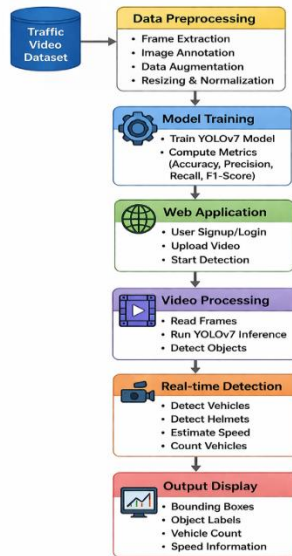 Traffic
Video
Dataset
Data Preprocessing
• Frame Extraction
• Image Annotation
• Data Augmentation
• Resizing & Normalization
Model Training
• Train YOLOv7 Model
• Compute Metrics
(Accuracy, Precision,
Recall, F1-Score)
Web Application
• User Signup/Login
• Upload Video
• Start Detection
Video Processing
• Read Frames
• Run YOLOv7 Inference
• Detect Objects
Real-time Detection
• Detect Vehicles
• Detect Helmets
• Estimate Speed
• Count Vehicles
Output Display
• Bounding Boxes
• Object Labels
• Vehicle Count
• Speed Information